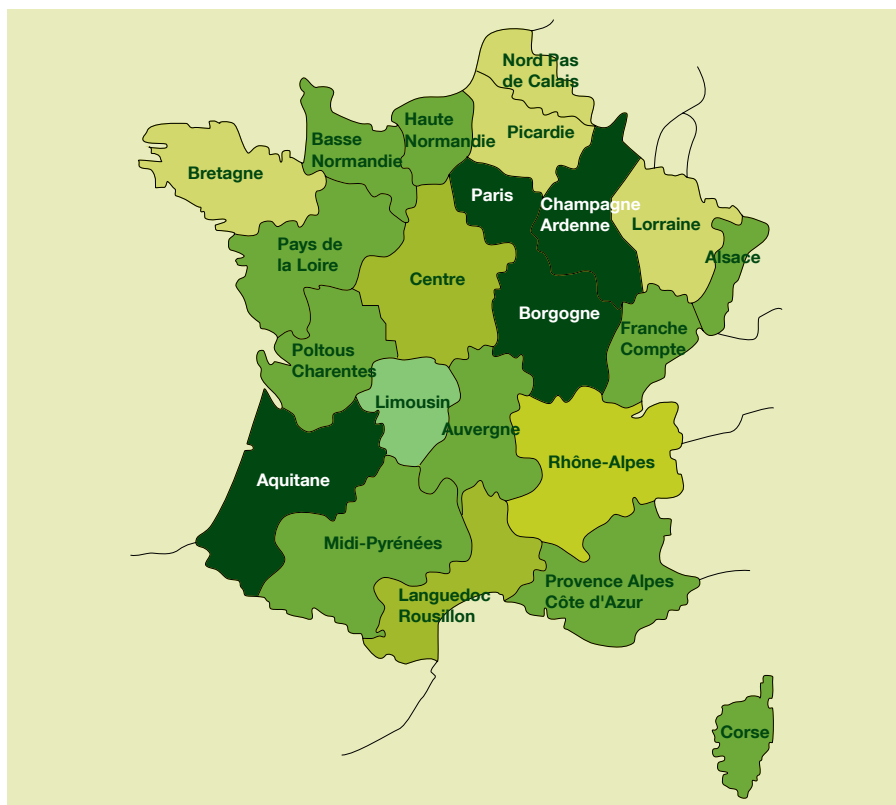 Nord Pas
de Calais
Haute
Normandie
Picardie
Basse
Normandie
Bretagne
Paris
Champagne
Ardenne
Lorraine
Alsace
Pays de
la Loire
Centre
Borgogne
Franche
Compte
Poltous
Charentes
Limousin
Auvergne
Rhône-Alpes
Aquitane
Midi-Pyrénées
Languedoc
Rousillon
Provence Alpes
Côte d'Azur
Corse